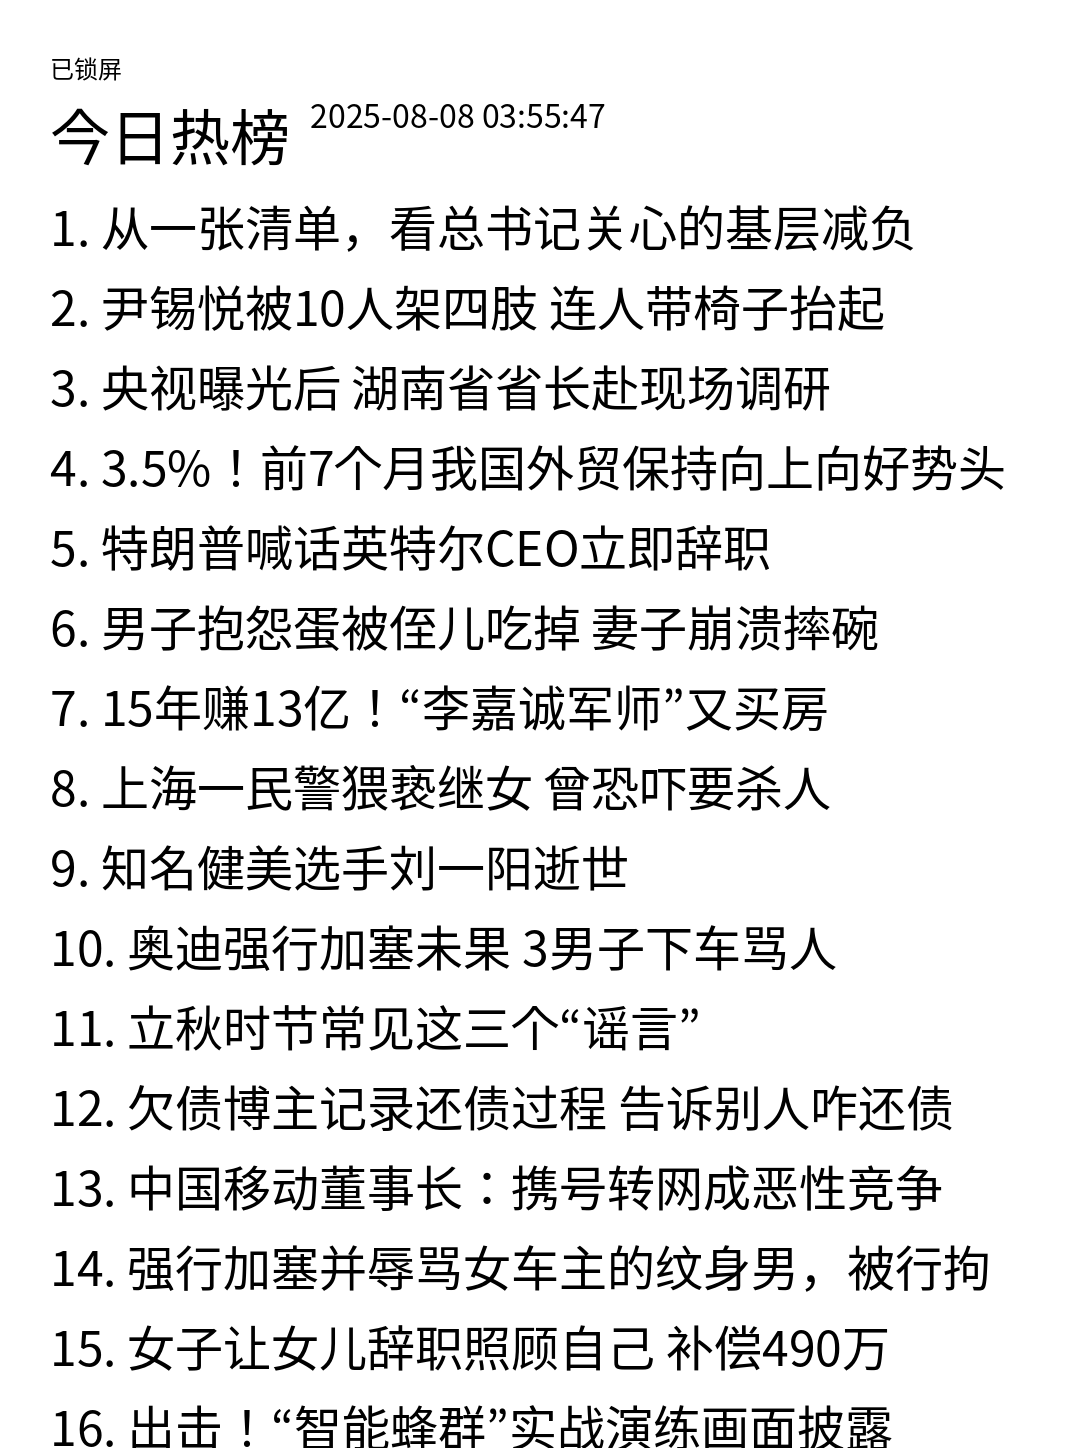 已锁屏
今日热榜 2025-08-08 03:55:47
1. 从一张清单，看总书记关心的基层减负
2. 尹锡悦被10人架四肢 连人带椅子抬起
3. 央视曝光后 湖南省省长赴现场调研
4. 3.5%！前7个月我国外贸保持向上向好势头
5. 特朗普喊话英特尔CEO立即辞职
6. 男子抱怨蛋被侄儿吃掉 妻子崩溃摔碗
7. 15年赚13亿！“李嘉诚军师”又买房
8. 上海一民警猥亵继女 曾恐吓要杀人
9. 知名健美选手刘一阳逝世
10. 奥迪强行加塞未果 3男子下车骂人
11. 立秋时节常见这三个“谣言”
12. 欠债博主记录还债过程 告诉别人咋还债
13. 中国移动董事长：携号转网成恶性竞争
14. 强行加塞并辱骂女车主的纹身男，被行拘
15. 女子让女儿辞职照顾自己 补偿490万
16. 出击！“智能蜂群”实战演练画面披露